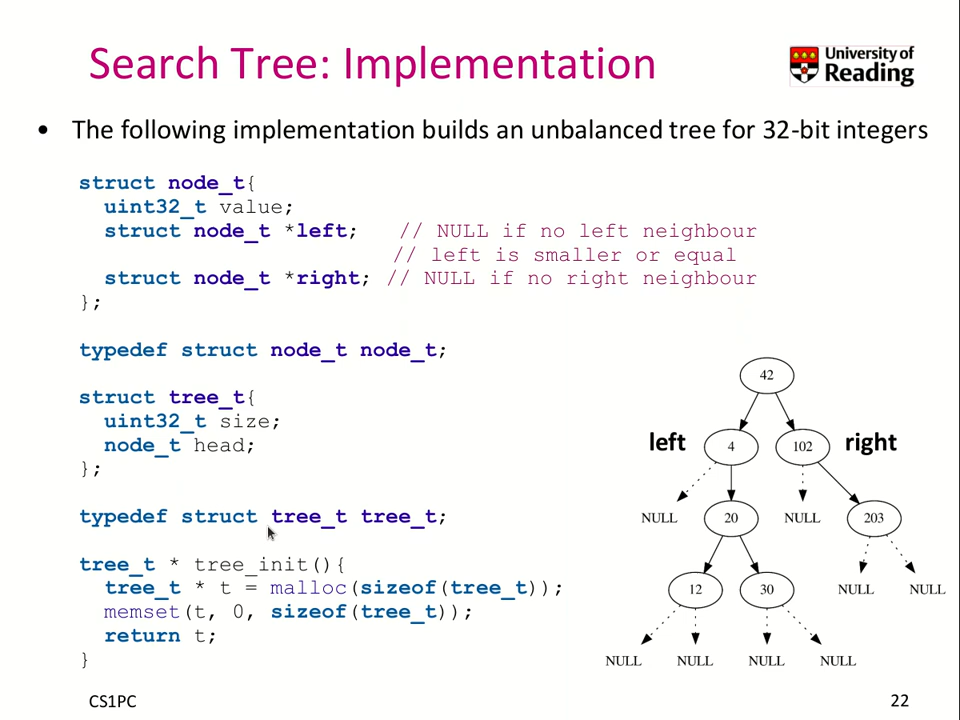 Search Tree: Implementation
University of
Reading
• The following implementation builds an unbalanced tree for 32-bit integers
struct node_t{
  uint32_t value;
  struct node_t *left;   // NULL if no left neighbour
                         // left is smaller or equal
  struct node_t *right; // NULL if no right neighbour
};
typedef struct node_t node_t;
struct tree_t{
  uint32_t size;
  node_t head;
};
typedef struct tree_t tree_t;
tree_t * tree_init(){
  tree_t * t = malloc(sizeof(tree_t));
  memset(t, 0, sizeof(tree_t));
  return t;
}
42
left 4 102 right
NULL 20 NULL 203
12 30 NULL NULL
NULL NULL NULL NULL
CS1PC
22